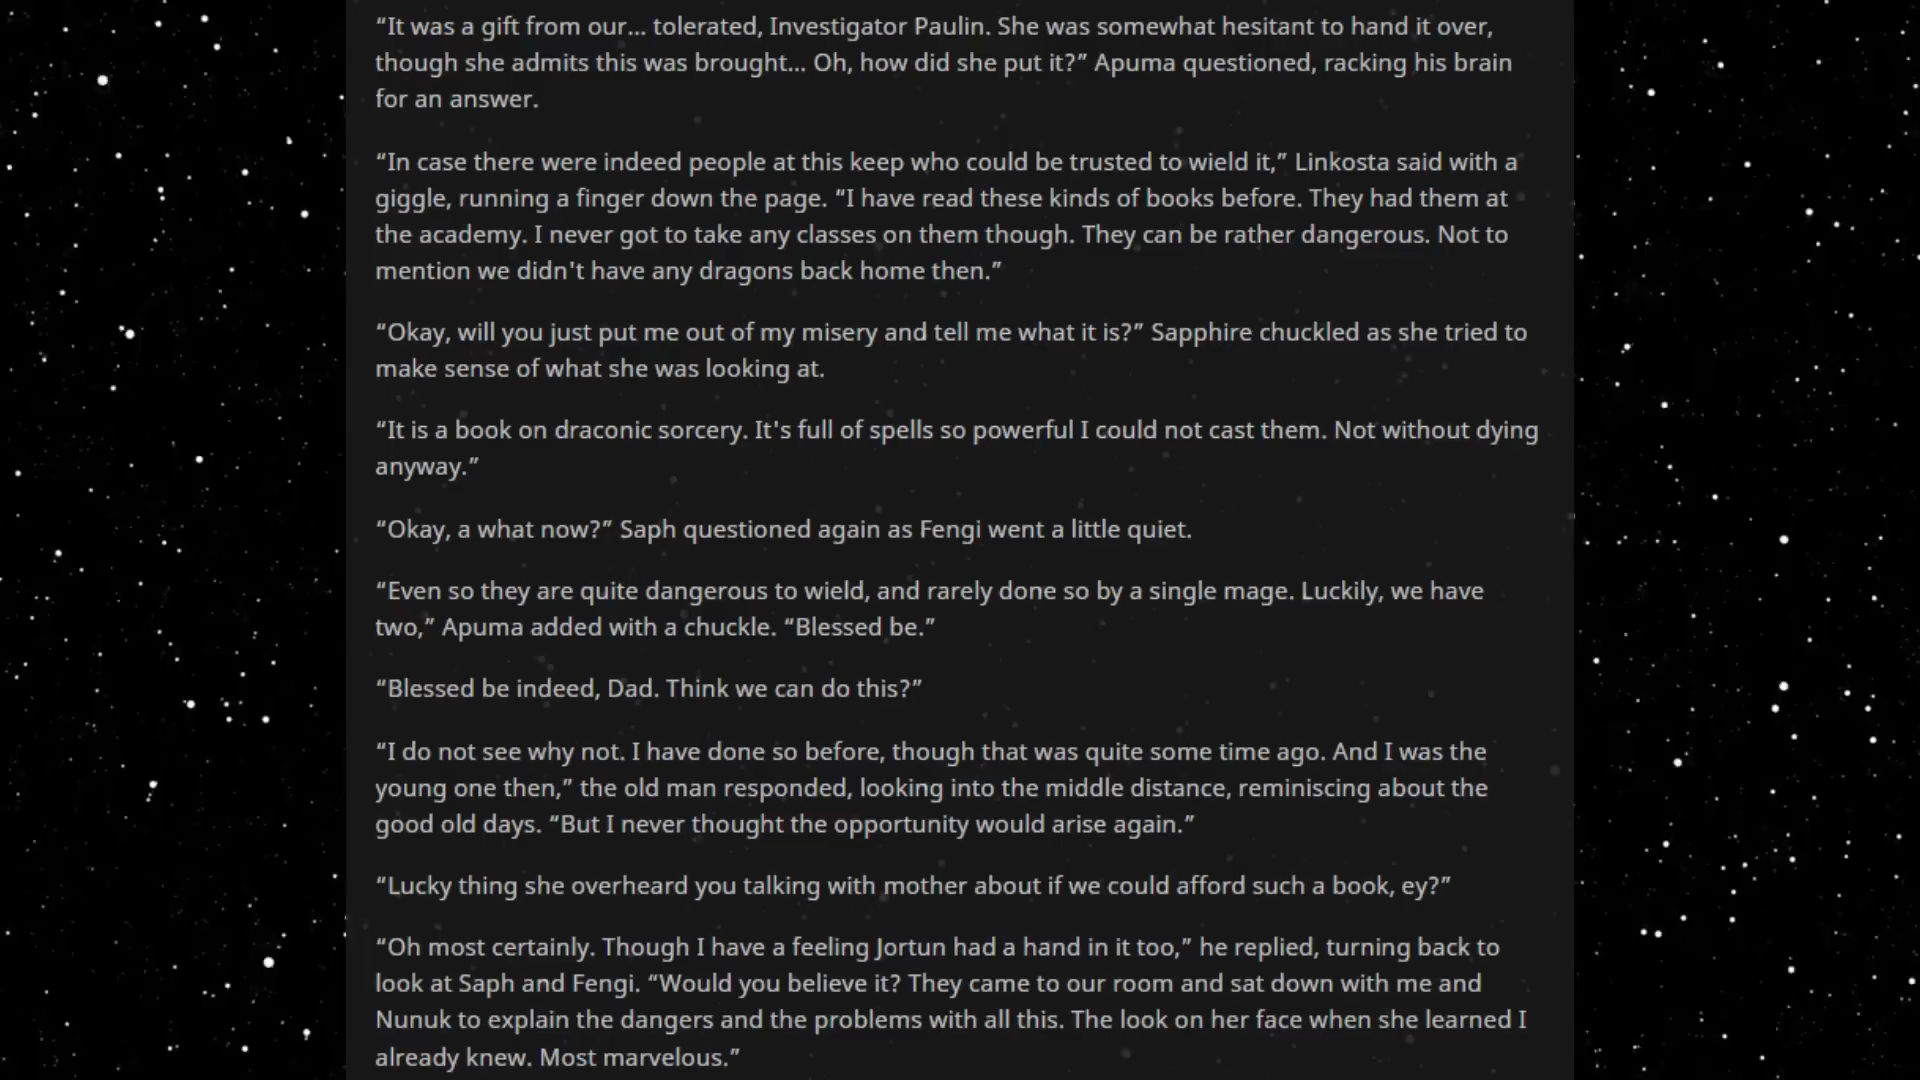 “It was a gift from our... tolerated, Investigator Paulin. She was somewhat hesitant to hand it over,
though she admits this was brought... Oh, how did she put it?” Apuma questioned, racking his brain
for an answer.
“In case there were indeed people at this keep who could be trusted to wield it,” Linkosta said with a
giggle, running a finger down the page. “I have read these kinds of books before. They had them at
the academy. I never got to take any classes on them though. They can be rather dangerous. Not to
mention we didn't have any dragons back home then.”
“Okay, will you just put me out of my misery and tell me what it is?” Sapphire chuckled as she tried to
make sense of what she was looking at.
“It is a book on draconic sorcery. It's full of spells so powerful I could not cast them. Not without dying
anyway.”
“Okay, a what now?” Saph questioned again as Fengi went a little quiet.
“Even so they are quite dangerous to wield, and rarely done so by a single mage. Luckily, we have
two,” Apuma added with a chuckle. “Blessed be.”
“Blessed be indeed, Dad. Think we can do this?”
“I do not see why not. I have done so before, though that was quite some time ago. And I was the
young one then,” the old man responded, looking into the middle distance, reminiscing about the
good old days. “But I never thought the opportunity would arise again.”
“Lucky thing she overheard you talking with mother about if we could afford such a book, ey?”
“Oh most certainly. Though I have a feeling Jortun had a hand in it too,” he replied, turning back to
look at Saph and Fengi. “Would you believe it? They came to our room and sat down with me and
Nunuk to explain the dangers and the problems with all this. The look on her face when she learned I
already knew. Most marvelous.”